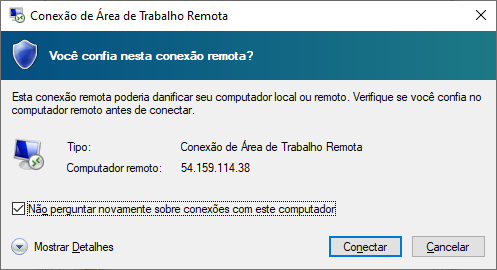 Conexão de Área de Trabalho Remota
Você confia nesta conexão remota?
Esta conexão remota poderia danificar seu computador local ou remoto. Verifique se você confia no
computador remoto antes de conectar.
Tipo: Conexão de Área de Trabalho Remota
Computador remoto: 54.159.114.38
Não perguntar novamente sobre conexões com este computador
Mostrar Detalhes Conectar Cancelar